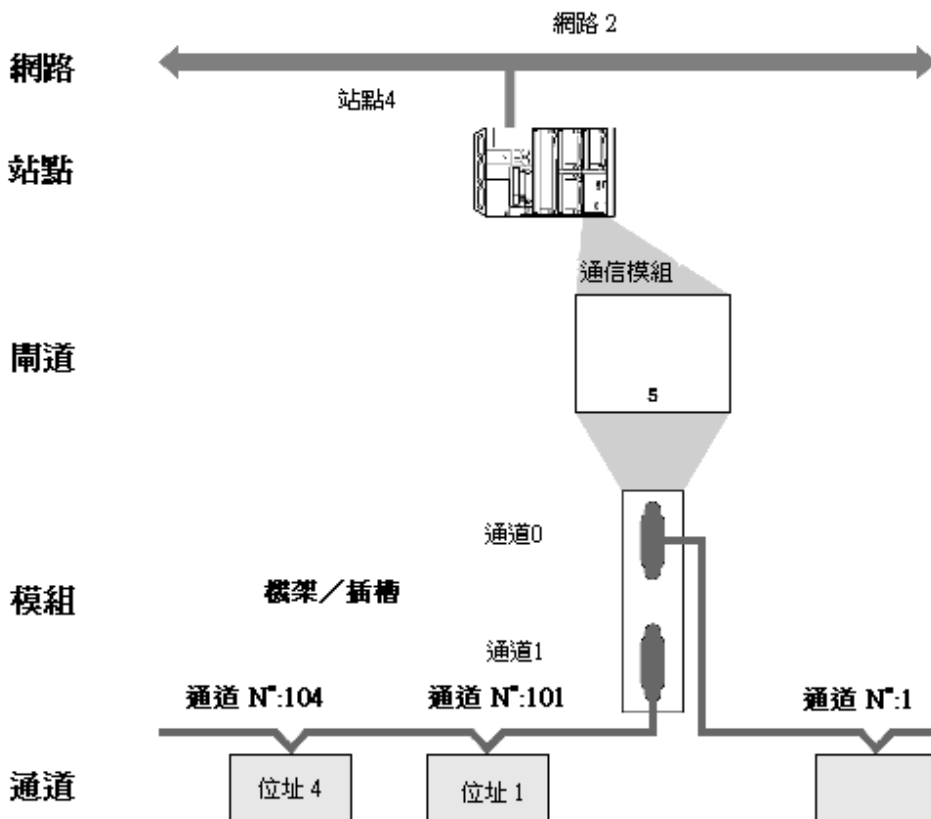 網路 2
網路
站點4
站點
通信模組
閘道
5
通道0
模組
機架／插槽
通道1
通道 N°:104
通道 N°:101
通道 N°:1
通道
位址 4
位址 1